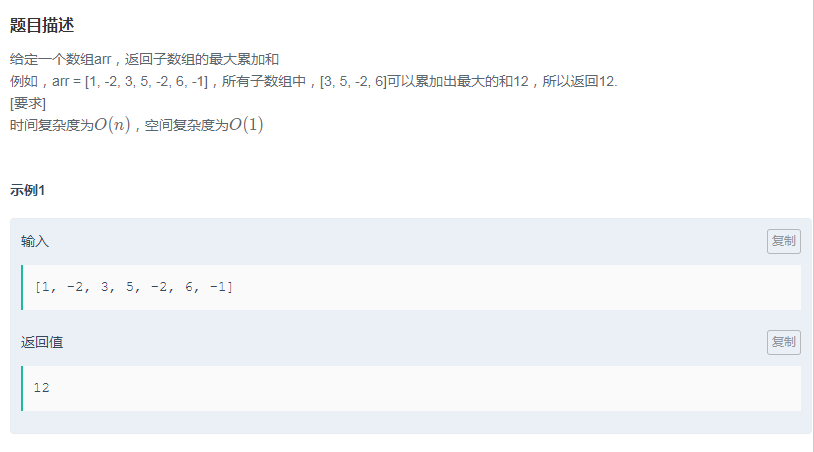 题目描述
给定一个数组arr，返回子数组的最大累加和
例如，arr = [1, -2, 3, 5, -2, 6, -1]，所有子数组中，[3, 5, -2, 6]可以累加出最大的和12，所以返回12.
[要求]
时间复杂度为O(n)，空间复杂度为O(1)
示例1
输入
复制
[1, -2, 3, 5, -2, 6, -1]
返回值
复制
12